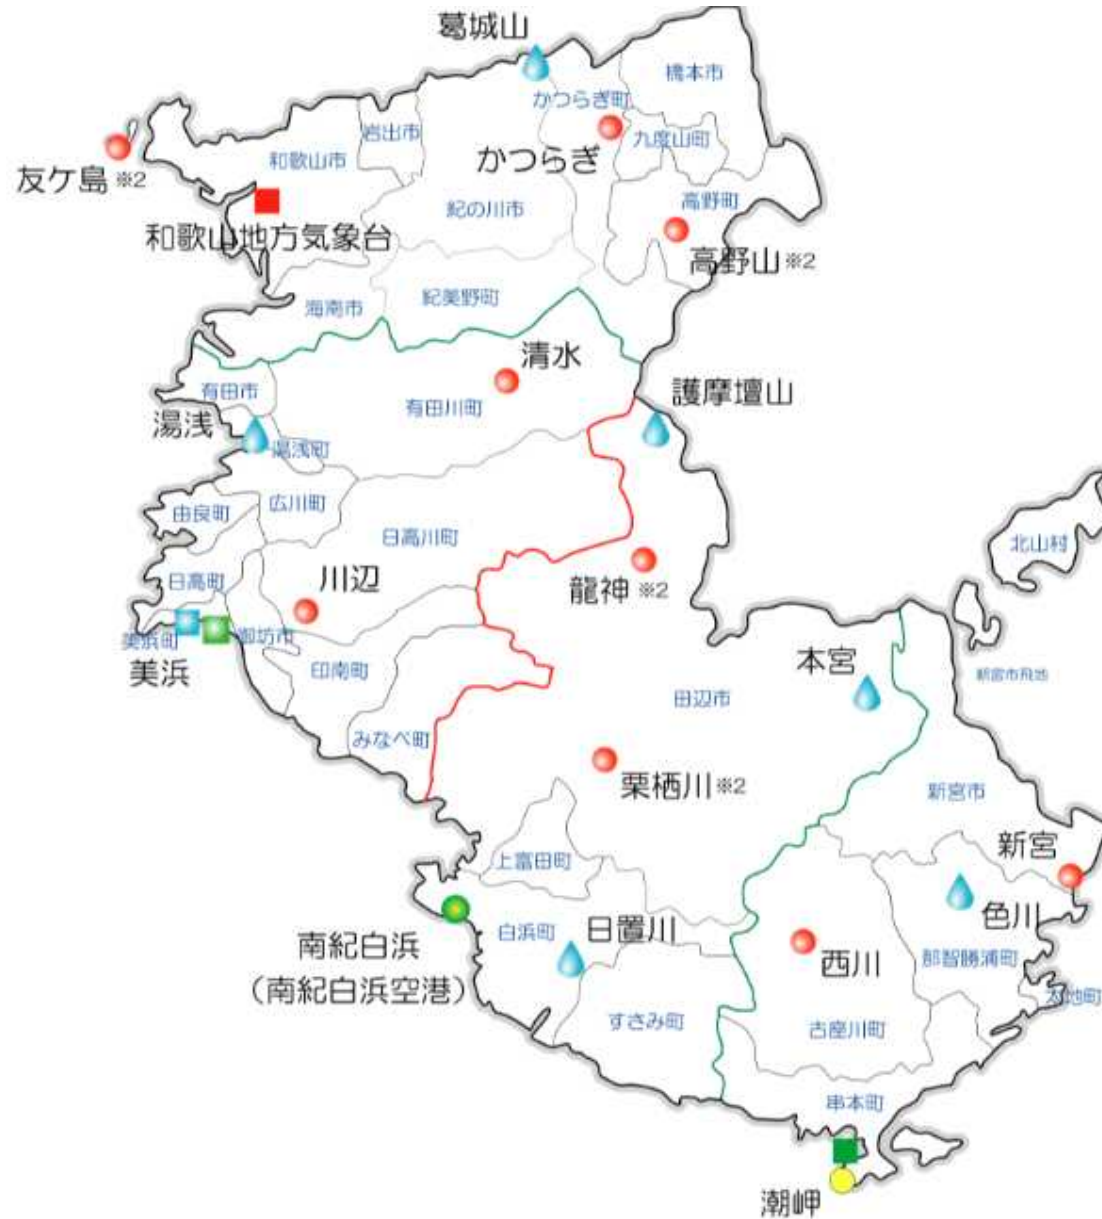 葛城山
橋本市
かつらぎ町
岩出市
九度山町
和歌山市
かつらぎ
友ケ島※2
高野町
紀の川市
和歌山地方気象台
高野山※2
紀美野町
海南市
清水
有田市
有田川町
護摩壇山
湯浅
湯浅町
広川町
由良町
日高川町
北山村
日高町
川辺
龍神※2
美浜町
御坊市
美浜
印南町
本宮
新宮市飛地
田辺市
みなべ町
栗栖川※2
新宮市
新宮
上富田町
色川
日置川
白浜町
南紀白浜
(南紀白浜空港)
西川
那智勝浦町
太地町
すさみ町
古座川町
串本町
潮岬